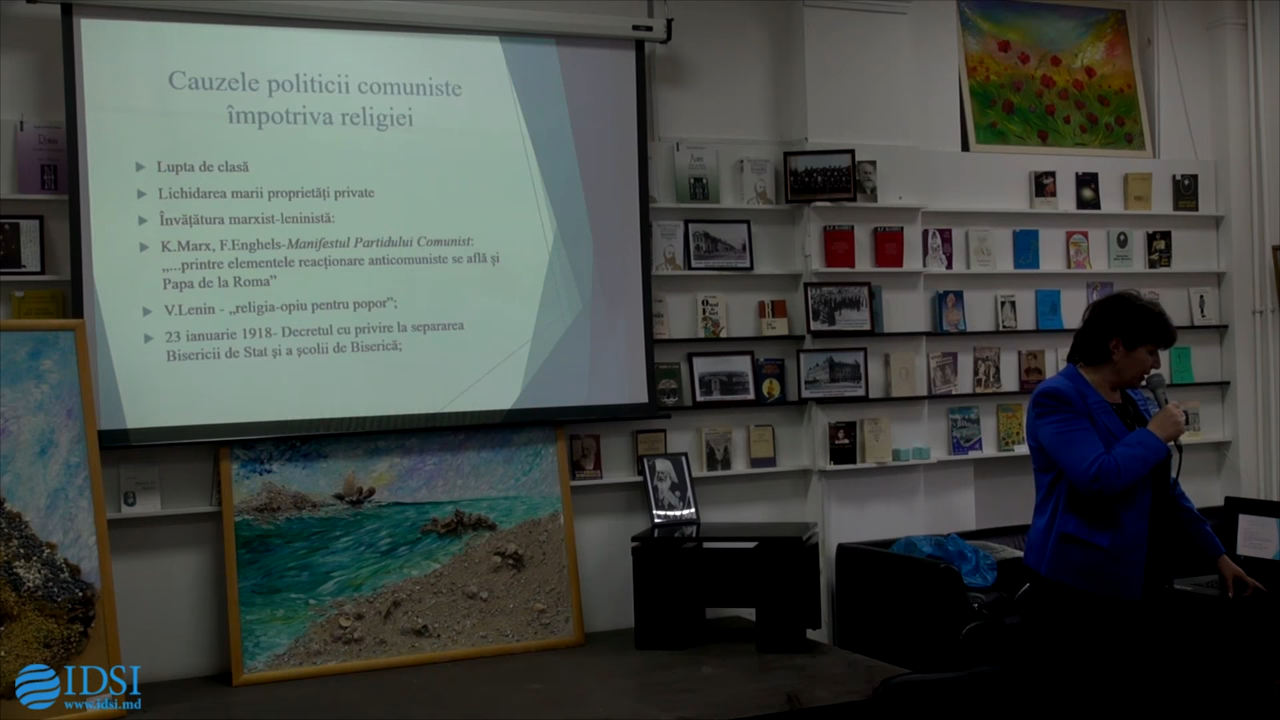 Cauzele politicii comuniste
împotriva religiei
Lupta de clasă
Lichidarea marii proprietăți private
Învățătura marxist-leninistă:
K.Marx, F.Enghels-Manifestul Partidului Comunist:
„...printre elementele reacționare anticomuniste se află și
Papa de la Roma”
V.Lenin - „religia-opiu pentru popor”;
23 ianuarie 1918- Decretul cu privire la separarea
Bisericii de Stat și a școlii de Biserică;
IDSI
www.idsi.md